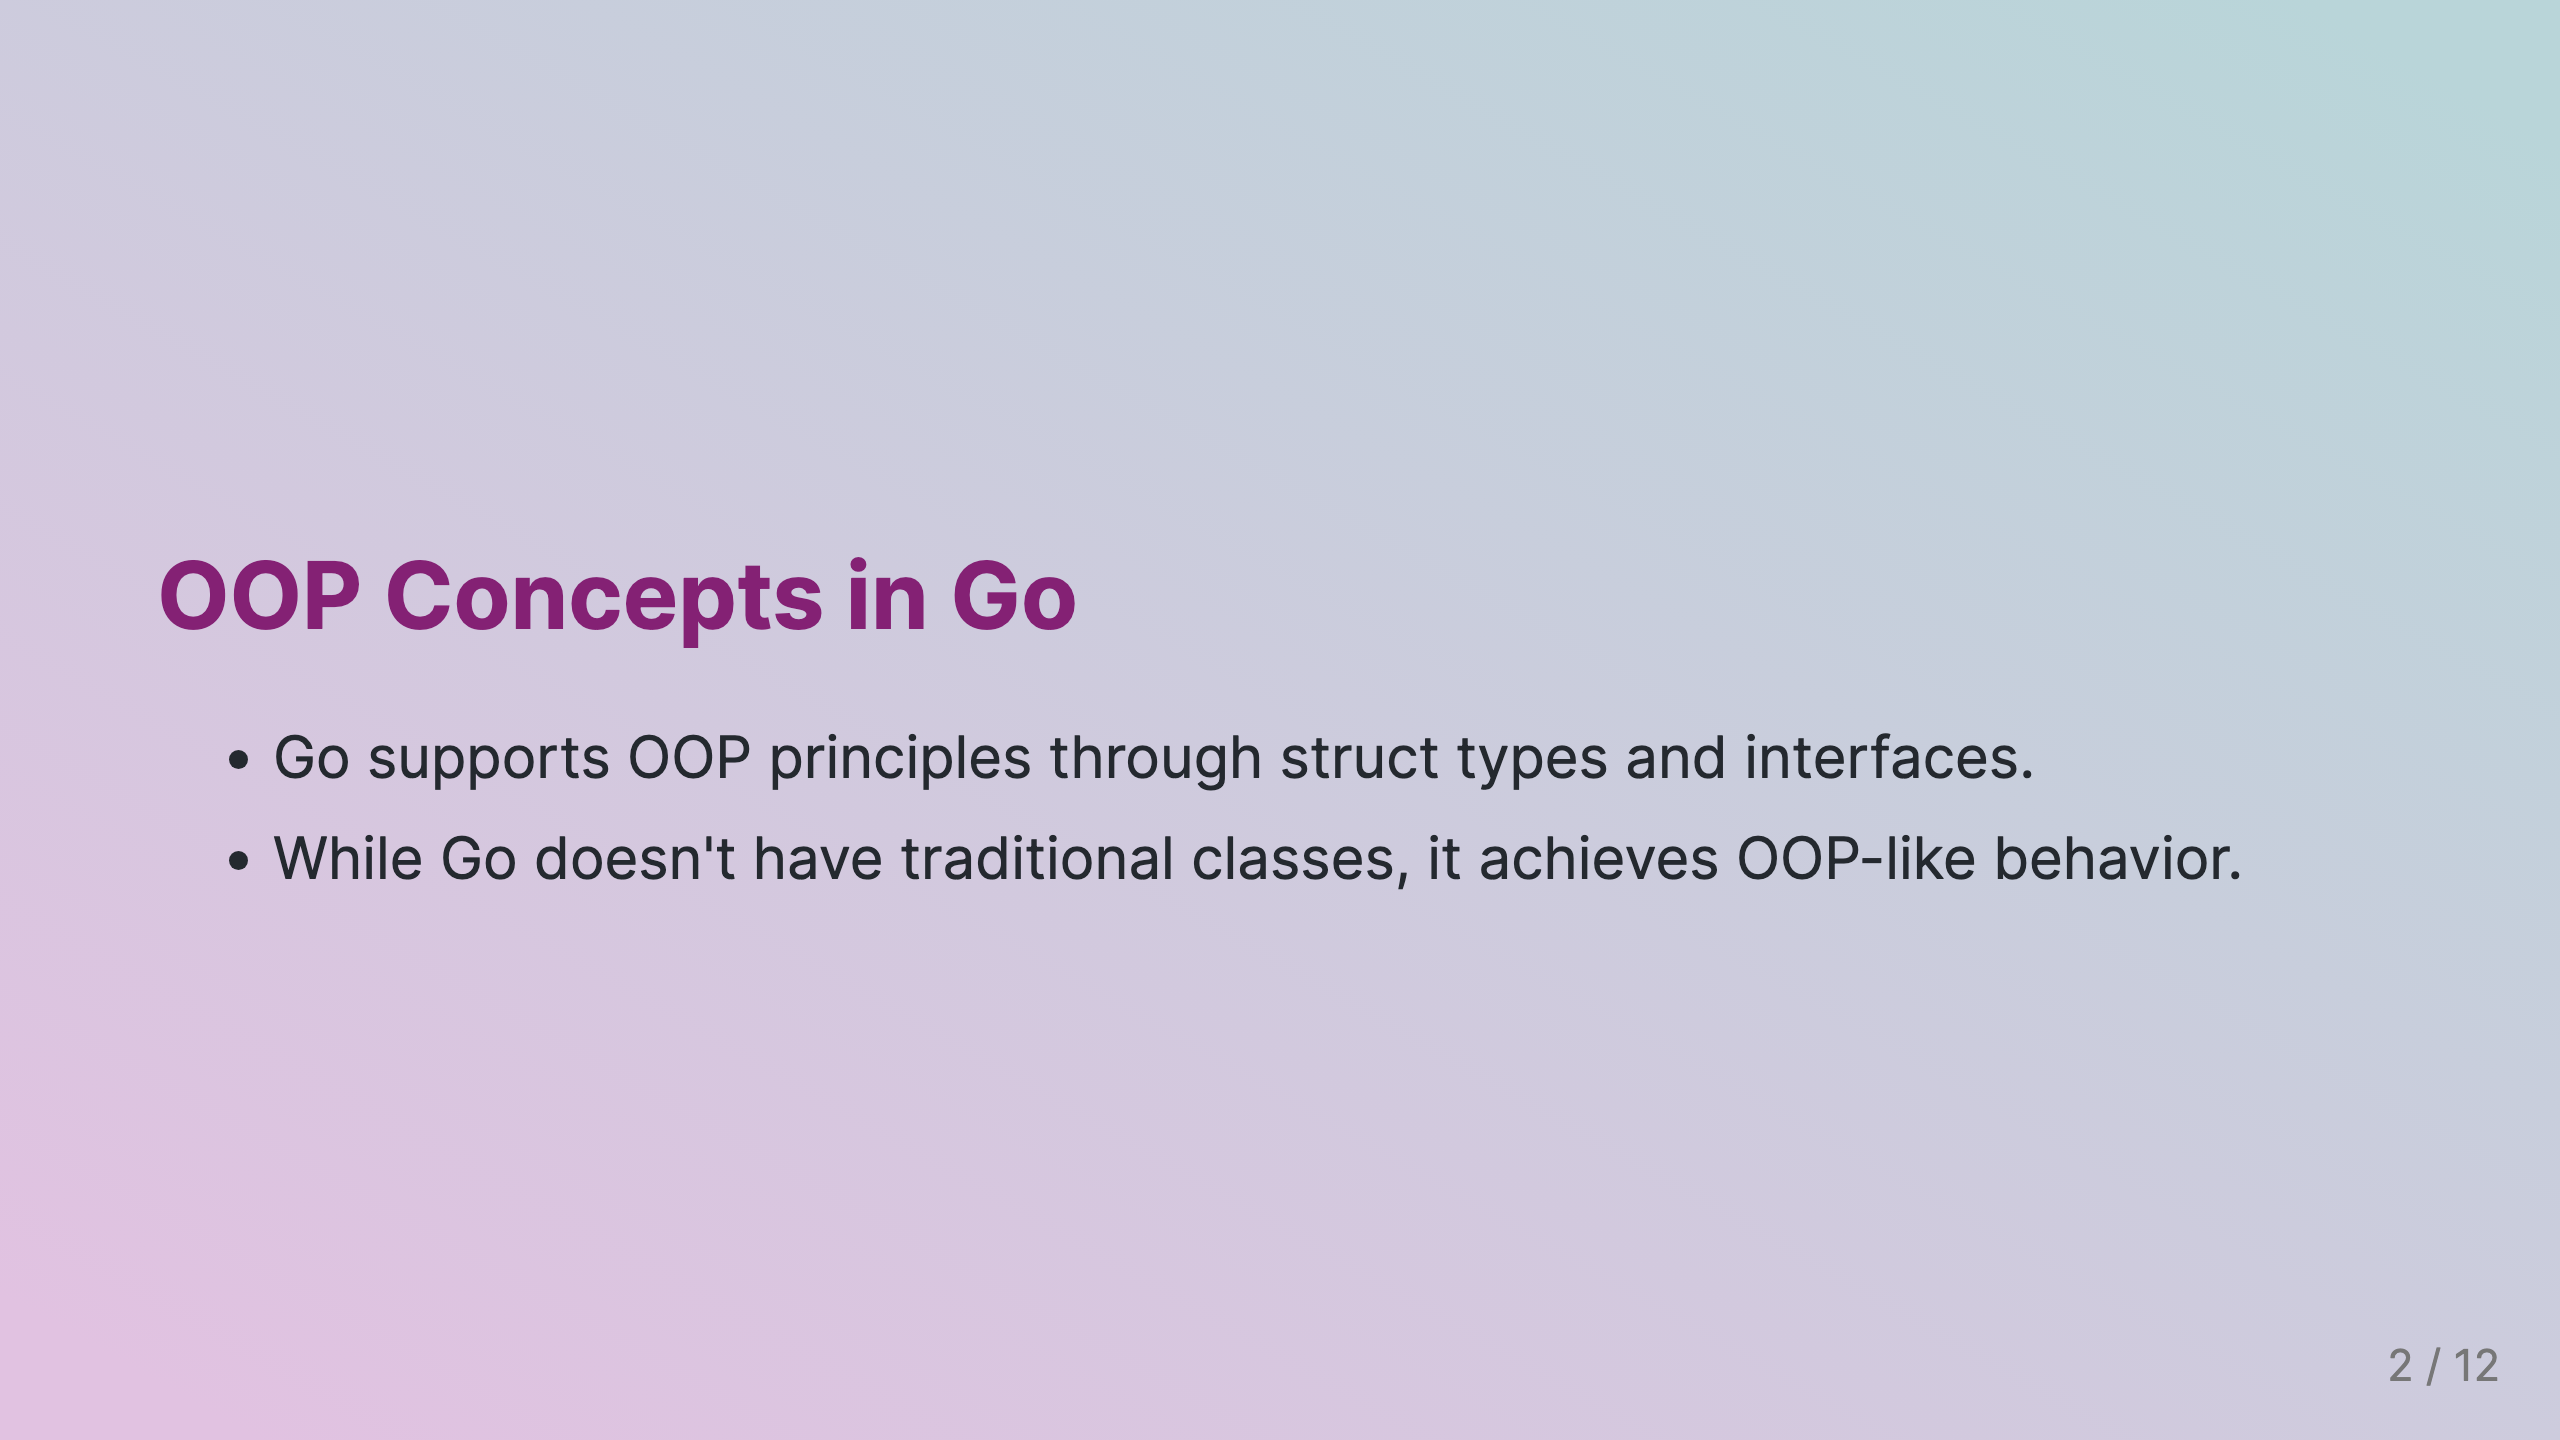 OOP Concepts in Go
• Go supports OOP principles through struct types and interfaces.
• While Go doesn't have traditional classes, it achieves OOP-like behavior.
2 / 12